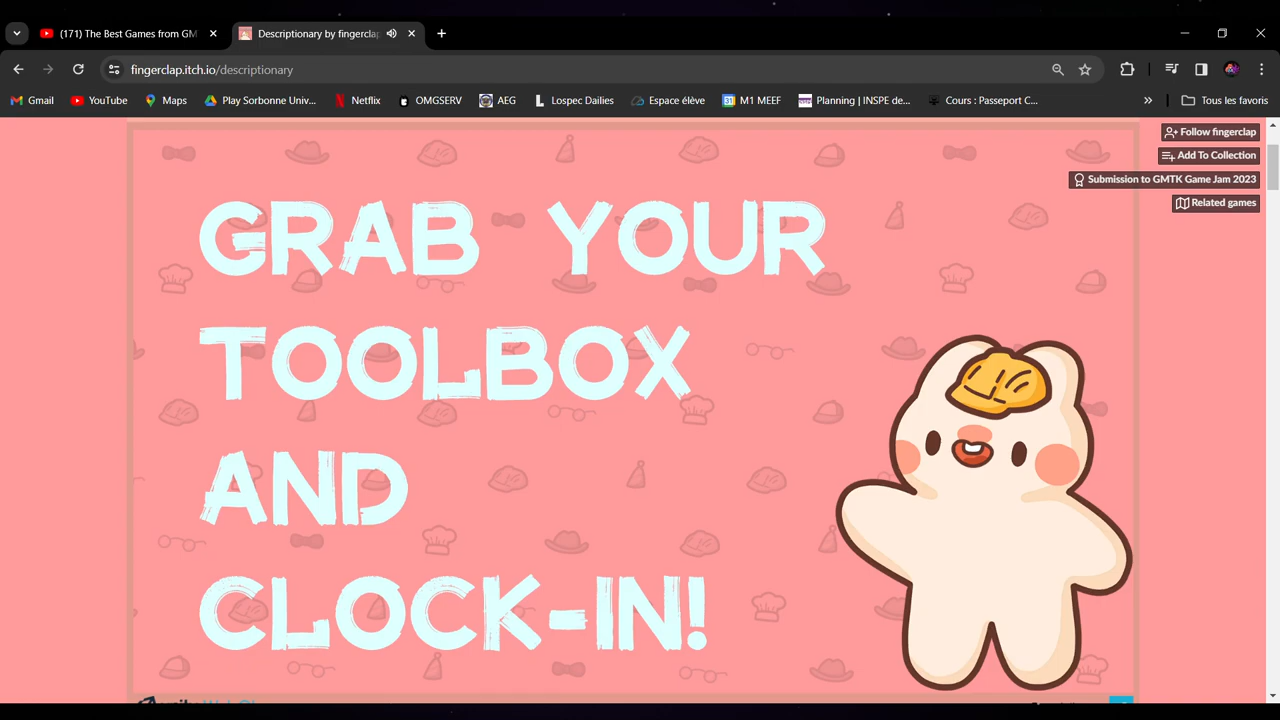 (171) The Best Games from GM
Descriptionary by fingerclap
fingerclap.itch.io/descriptionary
Gmail
YouTube
Maps
Play Sorbonne Univ...
Netflix
OMGSERV
AEG
Lospec Dailies
Espace élève
M1 MEEF
Planning | INSPE de...
Cours : Passeport C...
Tous les favoris
Follow fingerclap
Add To Collection
Submission to GMTK Game Jam 2023
Related games
GRAB YOUR
TOOLBOX
AND
CLOCK-IN!